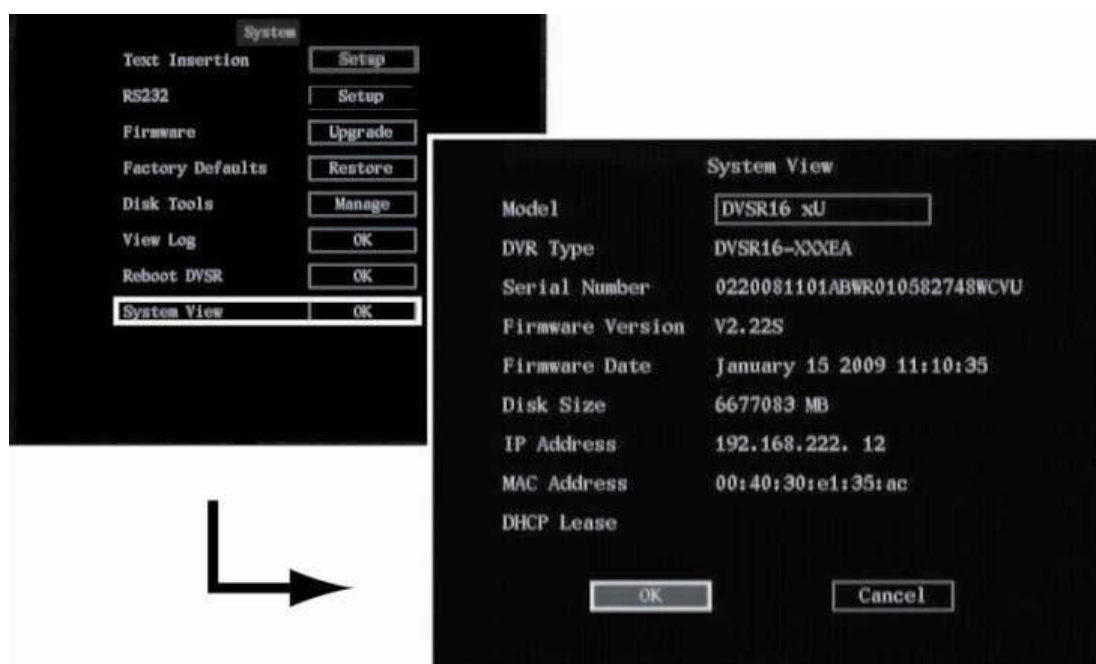 System
Text Insertion Setup
RS232 Setup
Firmware Upgrade
Factory Defaults Restore
Disk Tools Manage
View Log OK
Reboot DVSR OK
System View OK
System View
Model DVSR16 xU
DVR Type DVSR16-XXXEA
Serial Number 0220081101ABWR010582748WCVU
Firmware Version V2.22S
Firmware Date January 15 2009 11:10:35
Disk Size 6677083 MB
IP Address 192.168.222. 12
MAC Address 00:40:30:e1:35:ac
DHCP Lease
OK Cancel